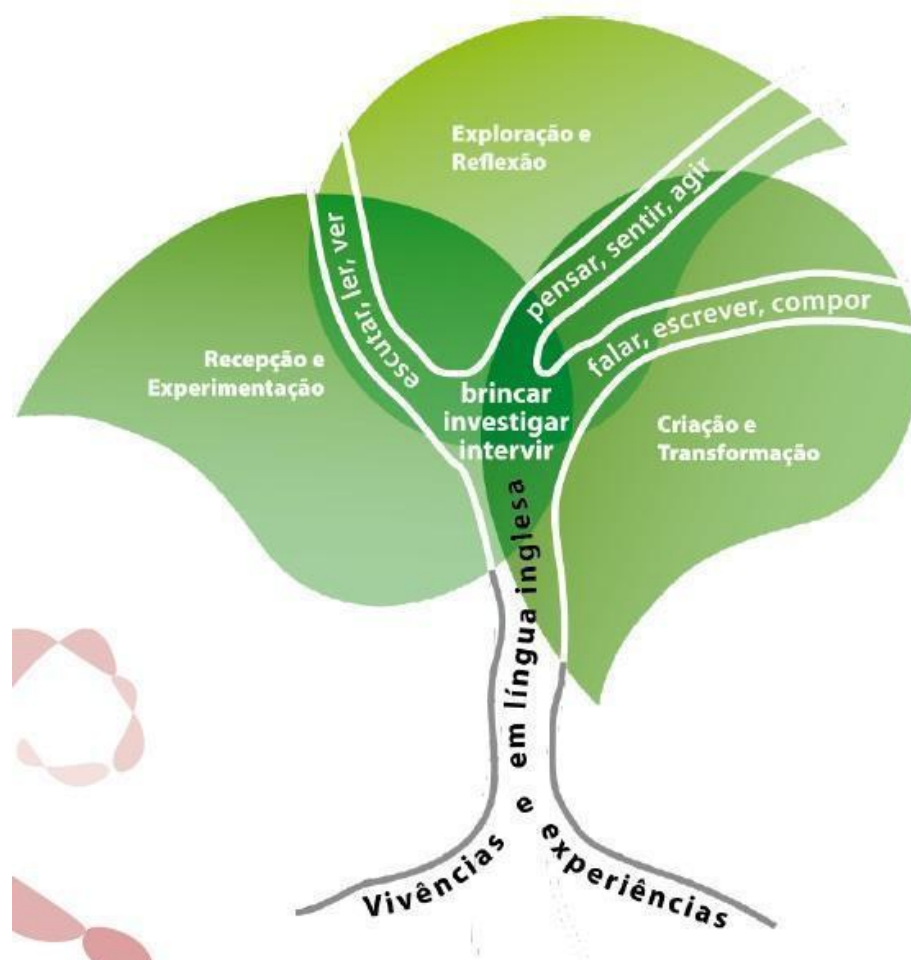 Exploração e
Reflexão
pensar, sentir, agir
escutar, ler, ver
falar, escrever, compor
Recepção e
Experimentação
brincar
investigar
intervir
Criação e
Transformação
em língua inglesa
Vivências e experiências